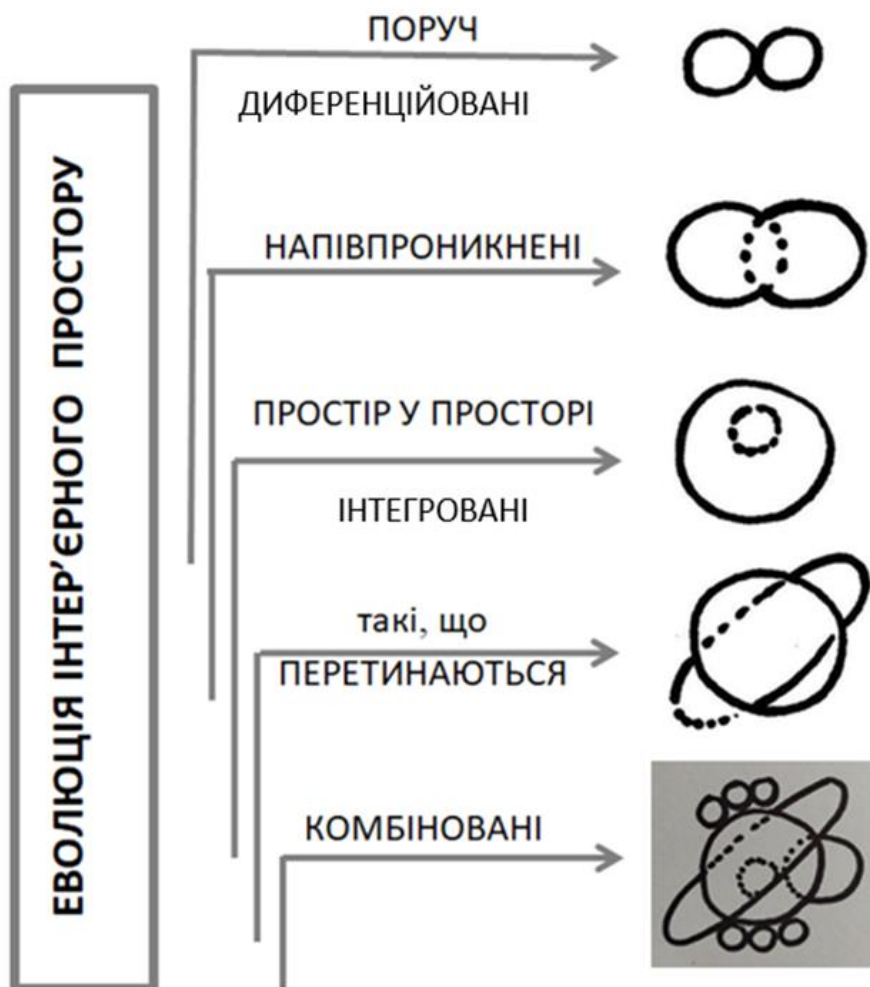 ЕВОЛЮЦІЯ ІНТЕР’ЄРНОГО ПРОСТОРУ
ПОРУЧ
ДИФЕРЕНЦІЙОВАНІ
НАПІВПРОНИКНЕНІ
ПРОСТІР У ПРОСТОРІ
ІНТЕГРОВАНІ
такі, що
ПЕРЕТИНАЮТЬСЯ
КОМБІНОВАНІ